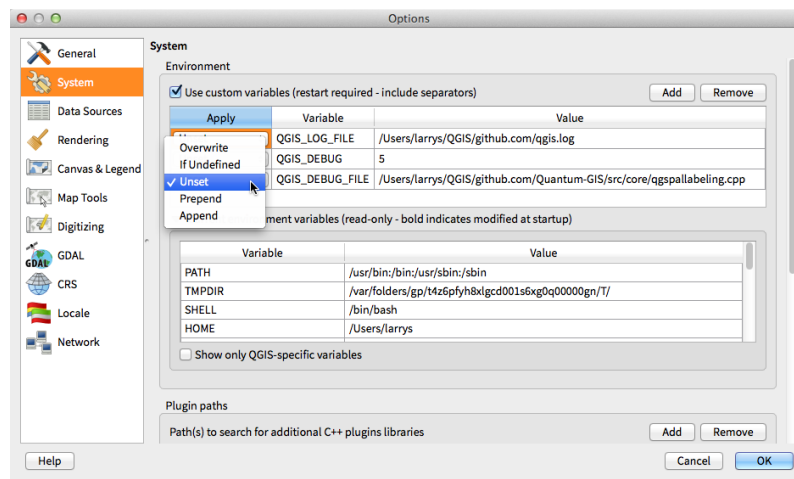 Options
General
System
Data Sources
Rendering
Canvas & Legend
Map Tools
Digitizing
GDAL
GDAL
CRS
Locale
Network
System
Environment
Use custom variables (restart required - include separators) Add Remove
Apply Variable Value
QGIS_LOG_FILE /Users/larrys/QGIS/github.com/qgis.log
QGIS_DEBUG 5
QGIS_DEBUG_FILE /Users/larrys/QGIS/github.com/Quantum-GIS/src/core/qgspallabeling.cpp
Overwrite
If Undefined
✓ Unset
Prepend
Append
ment variables (read-only - bold indicates modified at startup)
Variable Value
PATH /usr/bin:/bin:/usr/sbin:/sbin
TMPDIR /var/folders/gp/t4z6pfyh8xlgcd001s6xg0q00000gn/T/
SHELL /bin/bash
HOME /Users/larrys
Show only QGIS-specific variables
Plugin paths
Path(s) to search for additional C++ plugins libraries Add Remove
Help Cancel OK